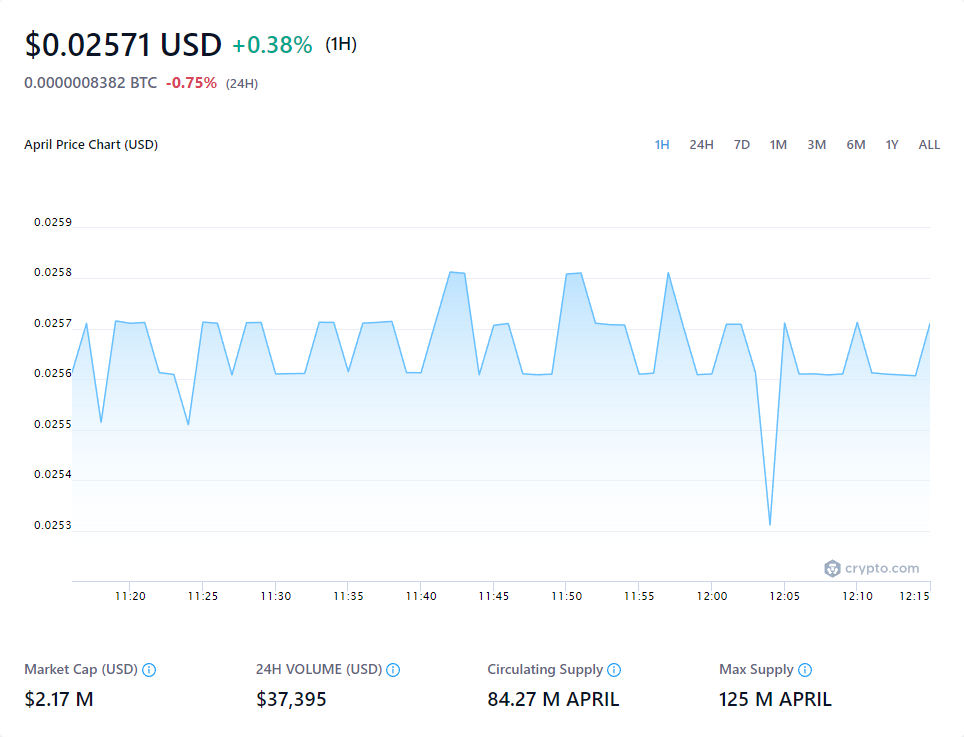 $0.02571 USD +0.38% (1H)
0.0000008382 BTC -0.75% (24H)
April Price Chart (USD) 1H 24H 7D 1M 3M 6M 1Y ALL
0.0259
0.0258
0.0257
0.0256
0.0255
0.0254
0.0253
crypto.com
11:20 11:25 11:30 11:35 11:40 11:45 11:50 11:55 12:00 12:05 12:10 12:15
Market Cap (USD) 24H VOLUME (USD) Circulating Supply Max Supply
$2.17 M $37,395 84.27 M APRIL 125 M APRIL